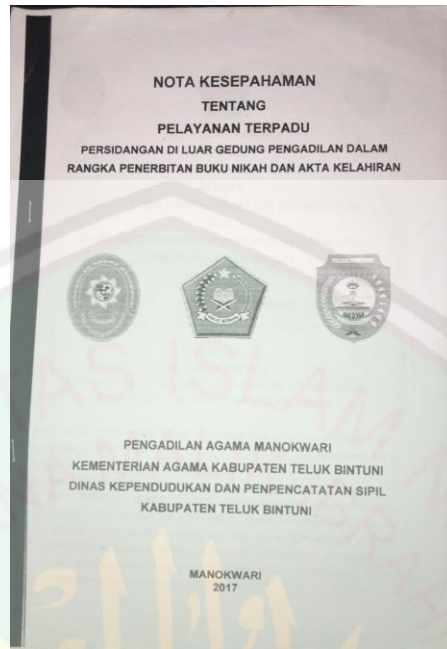 NOTA KESEPAHAMAN
TENTANG
PELAYANAN TERPADU
PERSIDANGAN DI LUAR GEDUNG PENGADILAN DALAM
RANGKA PENERBITAN BUKU NIKAH DAN AKTA KELAHIRAN
PENGADILAN AGAMA MANOKWARI
KEMENTERIAN AGAMA KABUPATEN TELUK BINTUNI
DINAS KEPENDUDUKAN DAN PENPENCATATAN SIPIL
KABUPATEN TELUK BINTUNI
MANOKWARI
2017